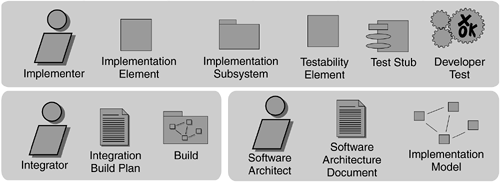 X
OK
Implementer
Implementation
Element
Implementation
Subsystem
Testability
Element
Test Stub
Developer
Test
Integrator
Integration
Build Plan
Build
Software
Architect
Software
Architecture
Document
Implementation
Model